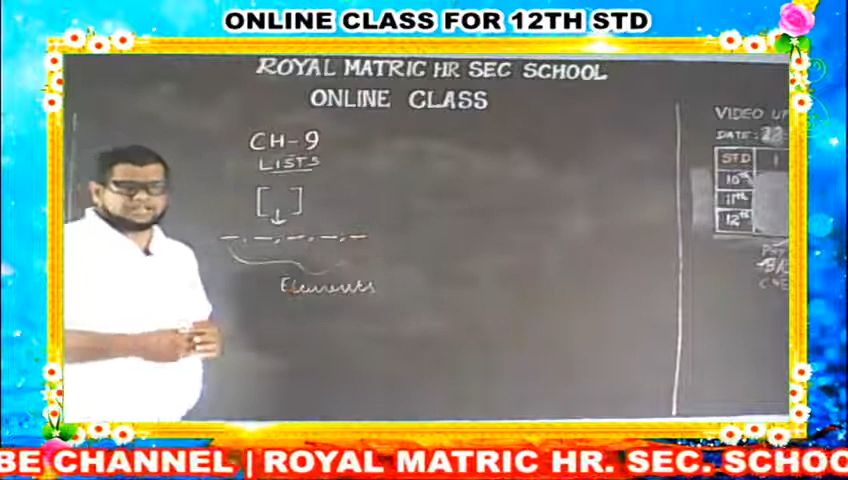 ONLINE CLASS FOR 12TH STD
ROYAL MATRIC HR SEC SCHOOL
ONLINE CLASS
CH-9
LISTS
[ ]
Elements
VIDEO
DATE:
STD 1
10th
11th
12th
BE CHANNEL | ROYAL MATRIC HR. SEC. SCHOO